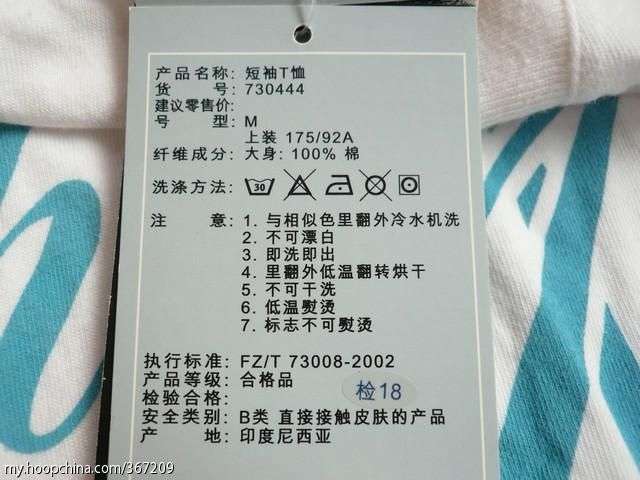 产品名称: 短袖T恤
货 号: 730444
建议零售价:
号 型: M
上装 175/92A
纤维成分: 大身: 100% 棉
洗涤方法: 30
注 意: 1. 与相似色里翻外冷水机洗
2. 不可漂白
3. 即洗即出
4. 里翻外低温翻转烘干
5. 不可干洗
6. 低温熨烫
7. 标志不可熨烫
执行标准: FZ/T 73008-2002
产品等级: 合格品
检验合格: 检18
安全类别: B类 直接接触皮肤的产品
产 地: 印度尼西亚
my.hoopchina.com/367209